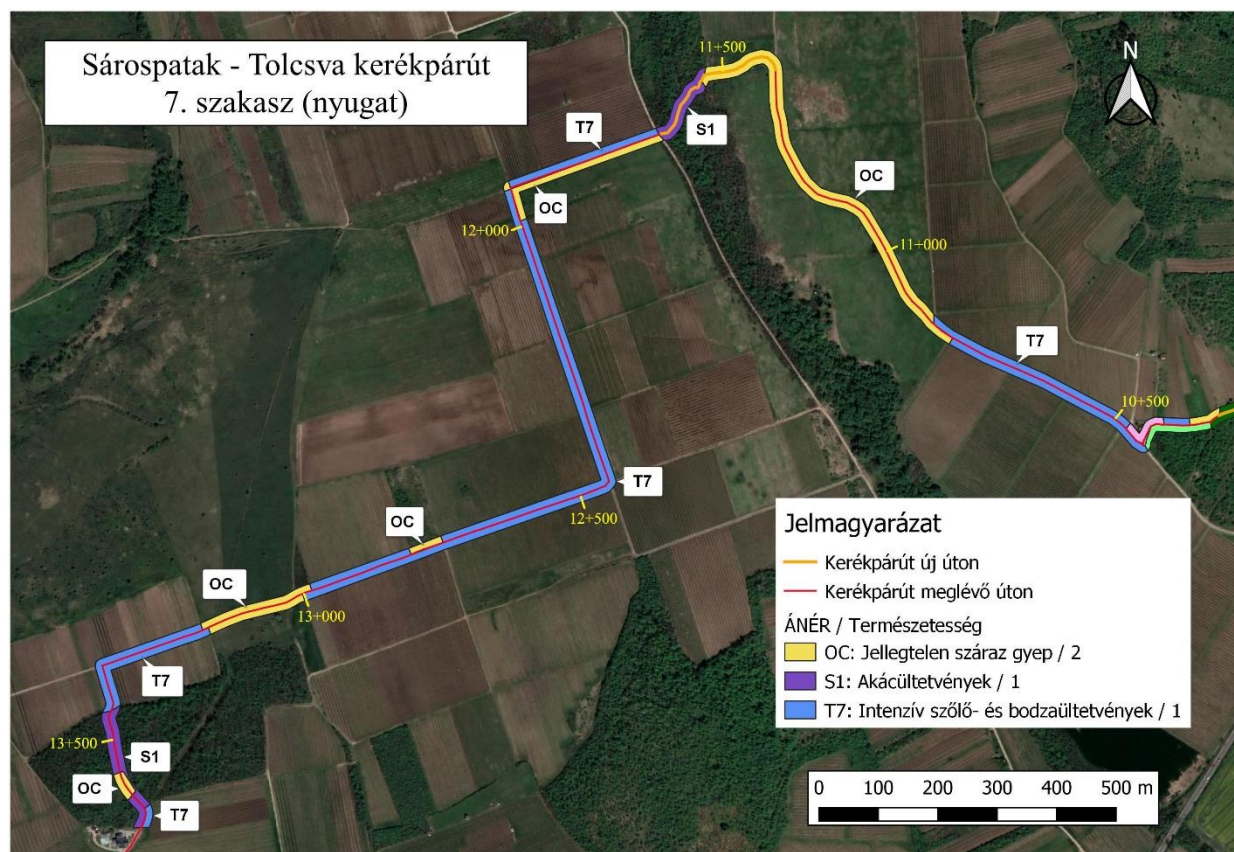 Sárospatak - Tolcsva kerékpárút
7. szakasz (nyugat)
11+500
N
T7
S1
OC
OC
12+000
11+000
T7
10+500
T7
12+500
OC
OC
13+000
T7
13+500
S1
OC
T7
Jelmagyarázat
Kerékpárút új úton
Kerékpárút meglévő úton
ÁNÉR / Természetesség
OC: Jellegtelen száraz gyep / 2
S1: Akácültetvények / 1
T7: Intenzív szőlő- és bodzaültetvények / 1
0 100 200 300 400 500 m